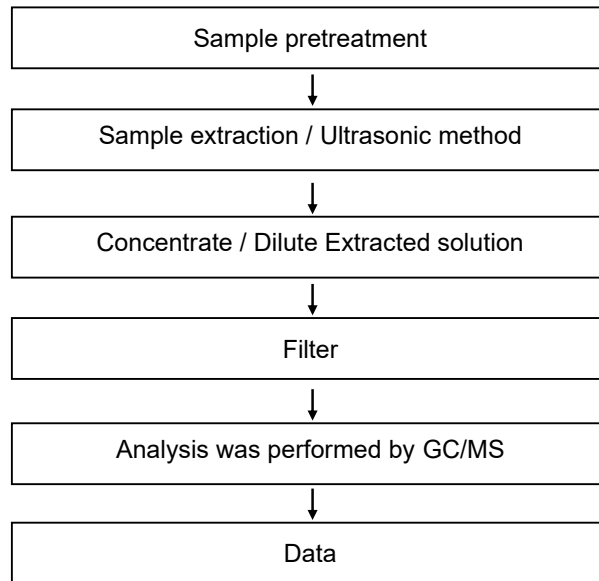 Sample pretreatment
Sample extraction / Ultrasonic method
Concentrate / Dilute Extracted solution
Filter
Analysis was performed by GC/MS
Data